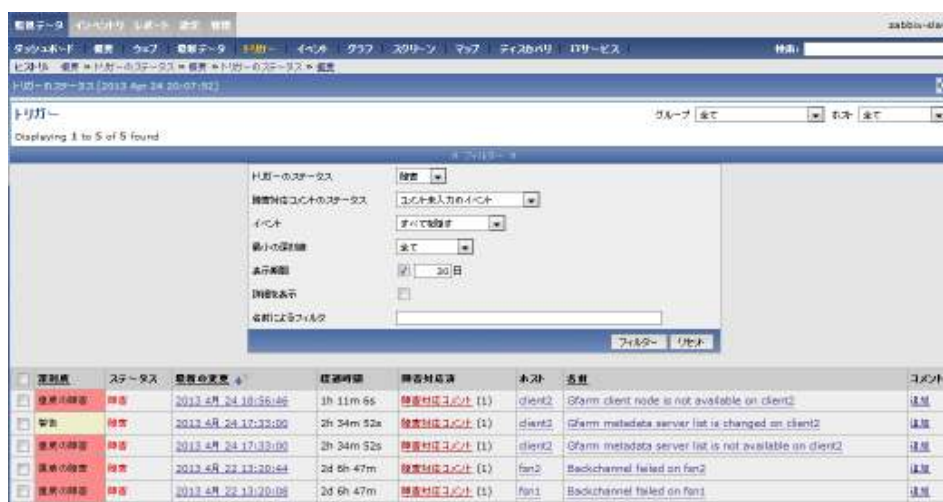 監視データ インベントリ レポート 設定 管理
zabbix-
ダッシュボード 概要 ウェブ 最新データ トリガー イベント グラフ スクリーン マップ ディスカバリ ITサービス 検索:
ヒストリ: 概要 » トリガーのステータス » 概要 » トリガーのステータス » 概要
トリガーのステータス [2013 Apr 24 20:07:52]
トリガー グループ 全て ホスト 全て
Displaying 1 to 5 of 5 found
フィルター
トリガーのステータス 障害
障害対応コメントのステータス コメント未入力のイベント
イベント すべて隠す
最小の深刻度 全て
表示期間 30 日
詳細を表示
名前によるフィルタ
フィルター リセット
深刻度 ステータス 最新の変更 経過時間 障害対応済 ホスト 名前 コメント
重度の障害 障害 2013 4月 24 18:56:46 1h 11m 6s 障害対応コメント (1) client2 Gfarm client node is not available on client2 追加
警告 障害 2013 4月 24 17:33:00 2h 34m 52s 障害対応コメント (1) client2 Gfarm metadata server list is changed on client2 追加
重度の障害 障害 2013 4月 24 17:33:00 2h 34m 52s 障害対応コメント (1) client2 Gfarm metadata server list is not available on client2 追加
重度の障害 障害 2013 4月 22 13:20:44 2d 6h 47m 障害対応コメント (1) fsn2 Backchannel failed on fsn2 追加
重度の障害 障害 2013 4月 22 13:20:08 2d 6h 47m 障害対応コメント (1) fsn1 Backchannel failed on fsn1 追加